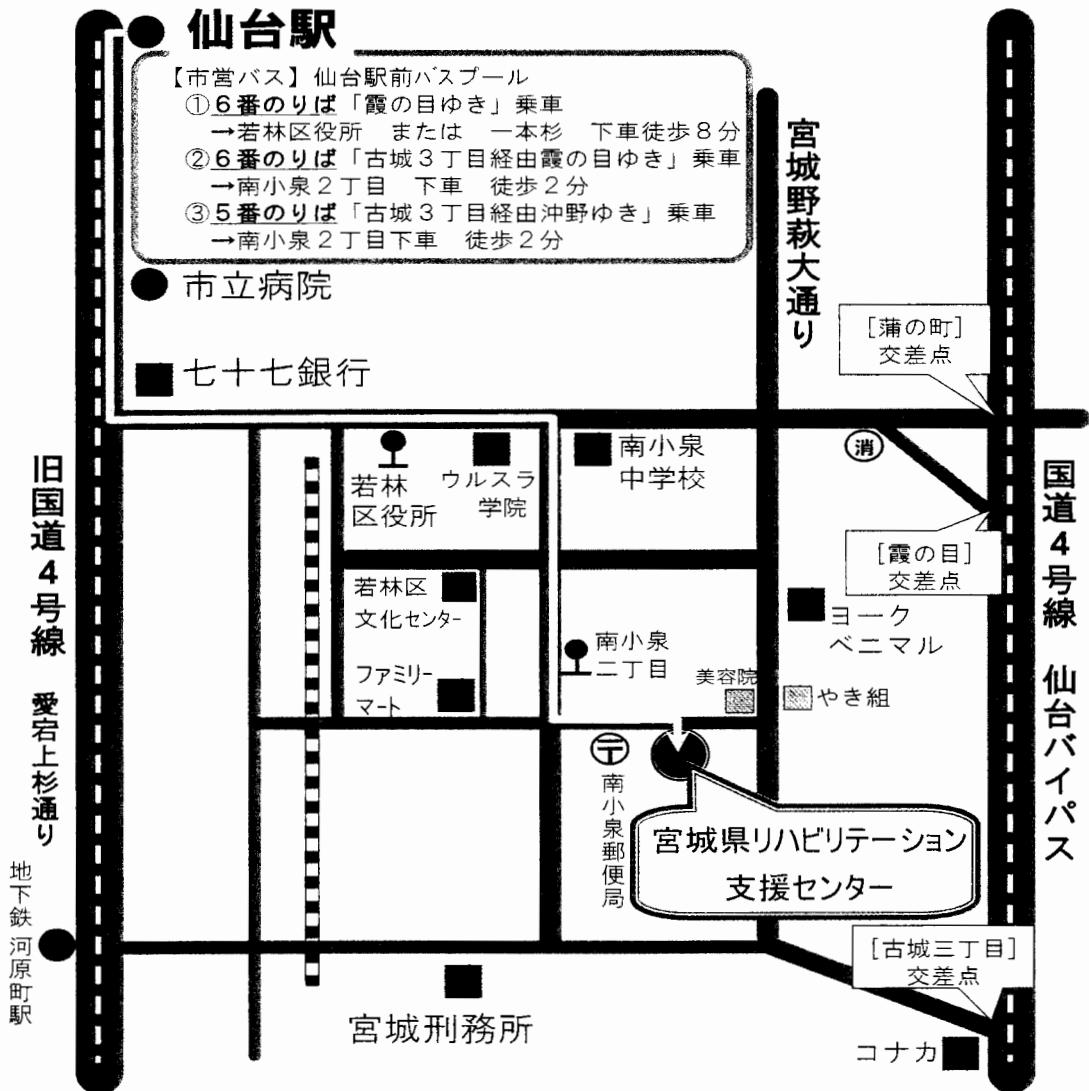 仙台駅
【市営バス】仙台駅前バスプール
①6番のりば「霞の目ゆき」乗車
→若林区役所 または 一本杉 下車徒歩8分
②6番のりば「古城3丁目経由霞の目ゆき」乗車
→南小泉2丁目 下車 徒歩2分
③5番のりば「古城3丁目経由沖野ゆき」乗車
→南小泉2丁目下車 徒歩2分
宮城野萩大通り
市立病院
七十七銀行
[蒲の町]
交差点
旧国道4号線 愛宕上杉通り
若林
区役所
ウルスラ
学院
南小泉
中学校
消
国道4号線 仙台バイパス
[霞の目]
交差点
若林区
文化センター
ヨーク
ベニマル
南小泉
二丁目
ファミリー
マート
美容院
やき組
〒
南小泉郵便局
宮城県リハビリテーション
支援センター
地下鉄 河原町駅
[古城三丁目]
交差点
宮城刑務所
コナカ